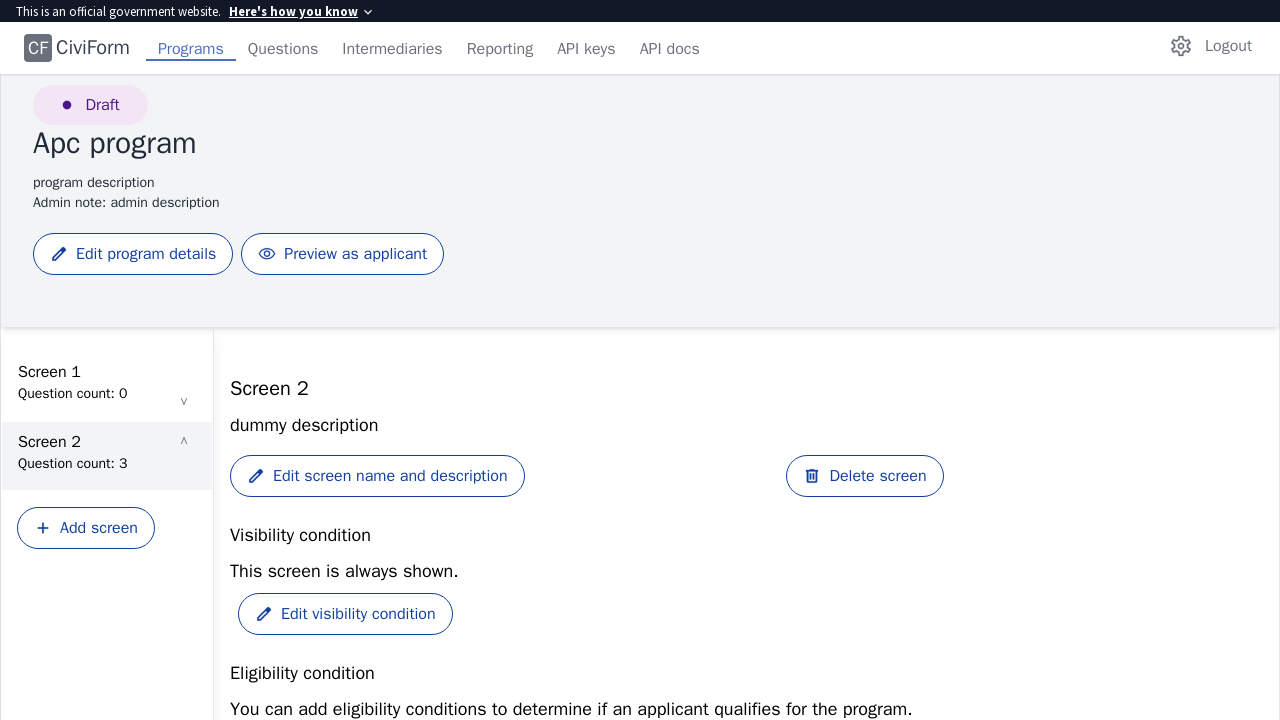 This is an official government website. Here's how you know
CF CiviForm Programs Questions Intermediaries Reporting API keys API docs Logout
Draft
Apc program
program description
Admin note: admin description
Edit program details Preview as applicant
Screen 1
Question count: 0
Screen 2
Question count: 3
Add screen
Screen 2
dummy description
Edit screen name and description Delete screen
Visibility condition
This screen is always shown.
Edit visibility condition
Eligibility condition
You can add eligibility conditions to determine if an applicant qualifies for the program.